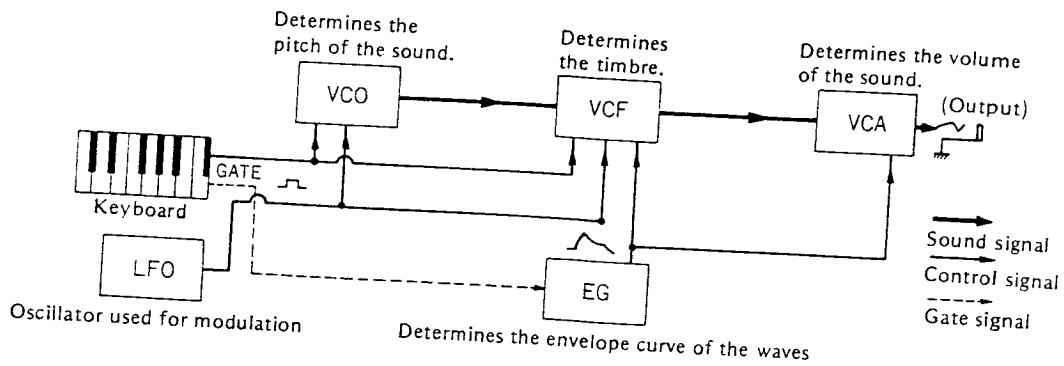 Determines the
pitch of the sound.
Determines
the timbre.
Determines the volume
of the sound.
VCO
VCF
VCA
(Output)
GATE
Keyboard
LFO
Oscillator used for modulation
EG
Determines the envelope curve of the waves
Sound signal
Control signal
Gate signal